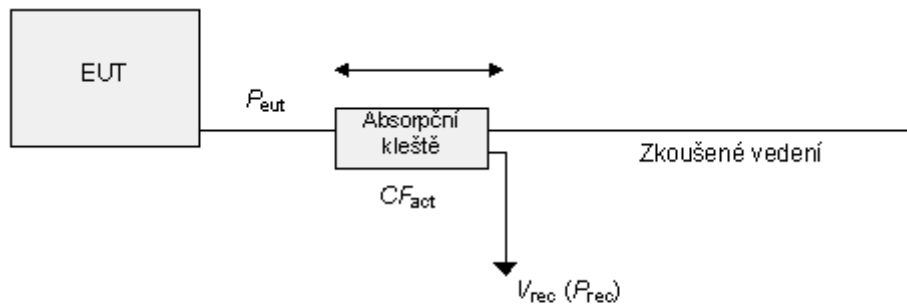 EUT
Peut
Absorpční
kleště
Zkoušené vedení
CFact
Vrec (Prec)